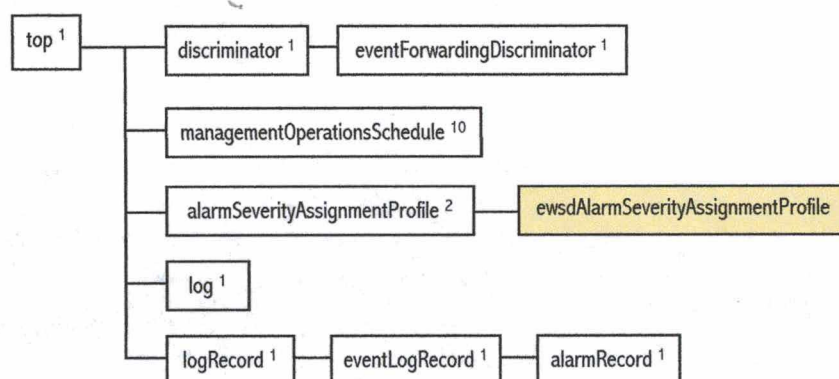 top 1
discriminator 1
eventForwardingDiscriminator 1
managementOperationsSchedule 10
alarmSeverityAssignmentProfile 2
ewsdAlarmSeverityAssignmentProfile
log 1
logRecord 1
eventLogRecord 1
alarmRecord 1